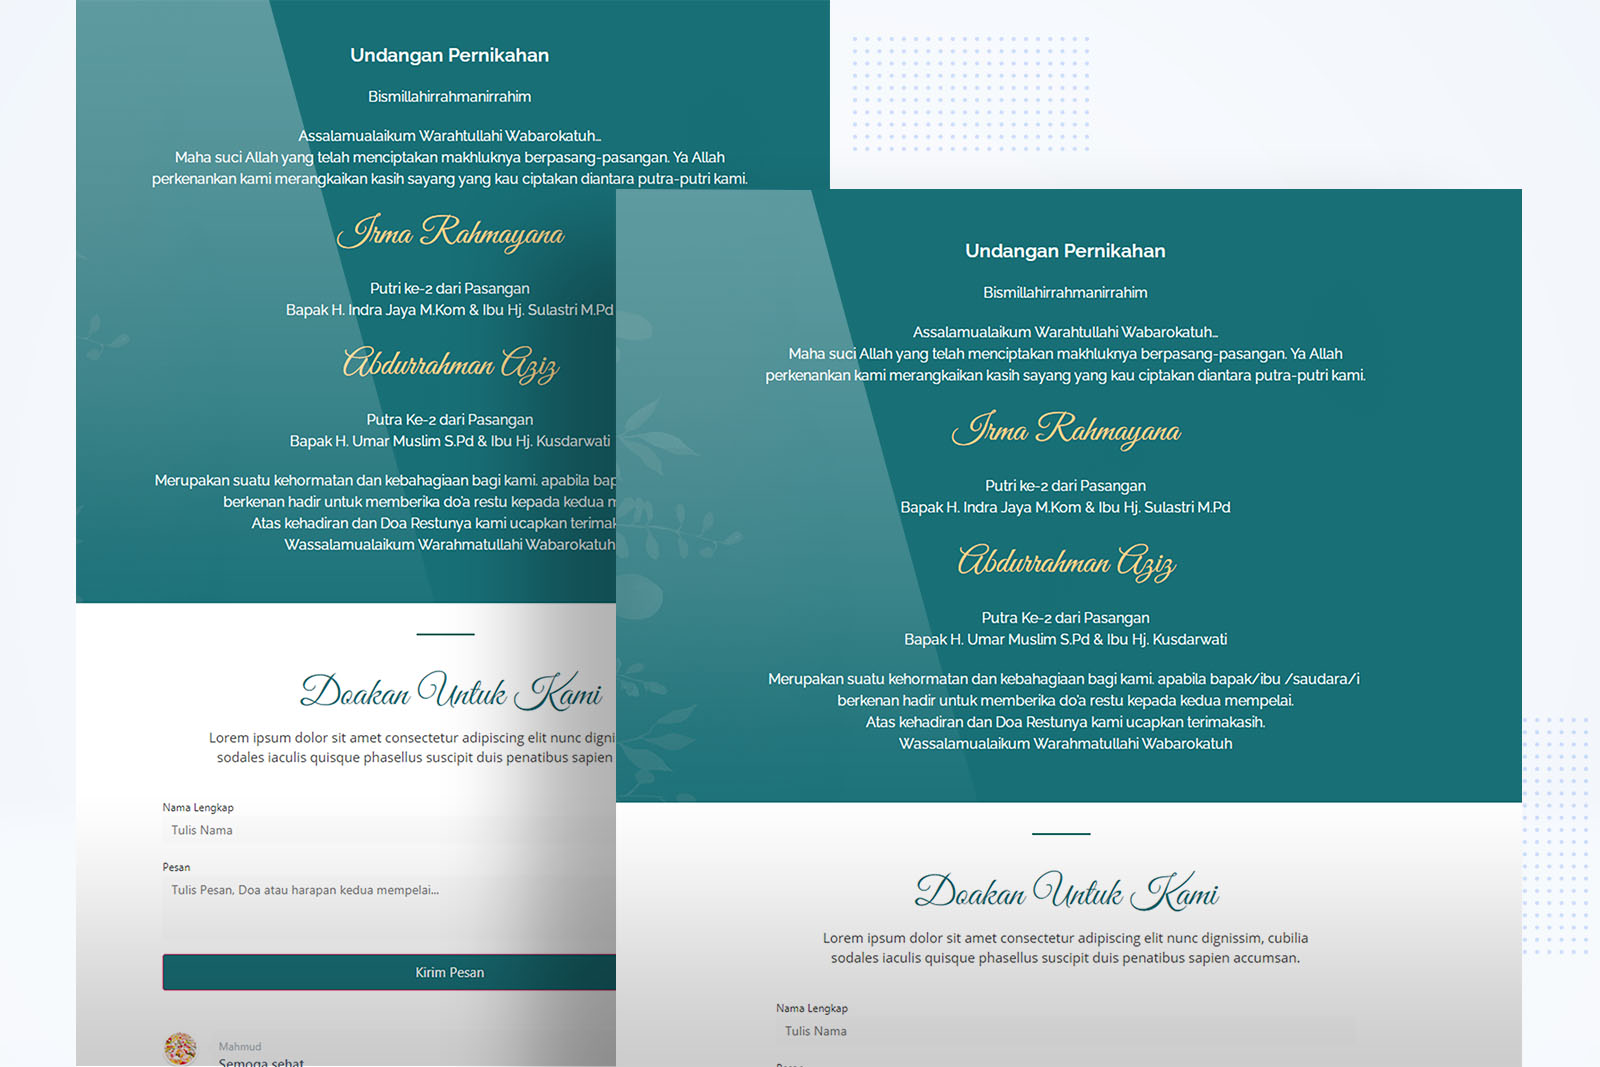 Undangan Pernikahan
Bismillahirrahmanirrahim
Assalamualaikum Warahtullahi Wabarokatuh...
Maha suci Allah yang telah menciptakan makhluknya berpasang-pasangan. Ya Allah
perkenankan kami merangkaikan kasih sayang yang kau ciptakan diantara putra-putri kami.
Irma Rahmayana
Putri ke-2 dari Pasangan
Bapak H. Indra Jaya M.Kom & Ibu Hj. Sulastri M.Pd
Abdurrahman Aziz
Putra Ke-2 dari Pasangan
Bapak H. Umar Muslim S.Pd & Ibu Hj. Kusdarwati
Merupakan suatu kehormatan dan kebahagiaan bagi kami. apabila bap
berkenan hadir untuk memberika do'a restu kepada kedua m
Atas kehadiran dan Doa Restunya kami ucapkan terimak
Wassalamualaikum Warahmatullahi Wabarokatuh
Doakan Untuk Kami
Lorem ipsum dolor sit amet consectetur adipiscing elit nunc digni
sodales iaculis quisque phasellus suscipit duis penatibus sapien
Nama Lengkap
Tulis Nama
Pesan
Tulis Pesan, Doa atau harapan kedua mempelai...
Kirim Pesan
Mahmud
Semoga sehat
Undangan Pernikahan
Bismillahirrahmanirrahim
Assalamualaikum Warahtullahi Wabarokatuh...
Maha suci Allah yang telah menciptakan makhluknya berpasang-pasangan. Ya Allah
perkenankan kami merangkaikan kasih sayang yang kau ciptakan diantara putra-putri kami.
Irma Rahmayana
Putri ke-2 dari Pasangan
Bapak H. Indra Jaya M.Kom & Ibu Hj. Sulastri M.Pd
Abdurrahman Aziz
Putra Ke-2 dari Pasangan
Bapak H. Umar Muslim S.Pd & Ibu Hj. Kusdarwati
Merupakan suatu kehormatan dan kebahagiaan bagi kami. apabila bapak/ibu /saudara/i
berkenan hadir untuk memberika do'a restu kepada kedua mempelai.
Atas kehadiran dan Doa Restunya kami ucapkan terimakasih.
Wassalamualaikum Warahmatullahi Wabarokatuh
Doakan Untuk Kami
Lorem ipsum dolor sit amet consectetur adipiscing elit nunc dignissim, cubilia
sodales iaculis quisque phasellus suscipit duis penatibus sapien accumsan.
Nama Lengkap
Tulis Nama